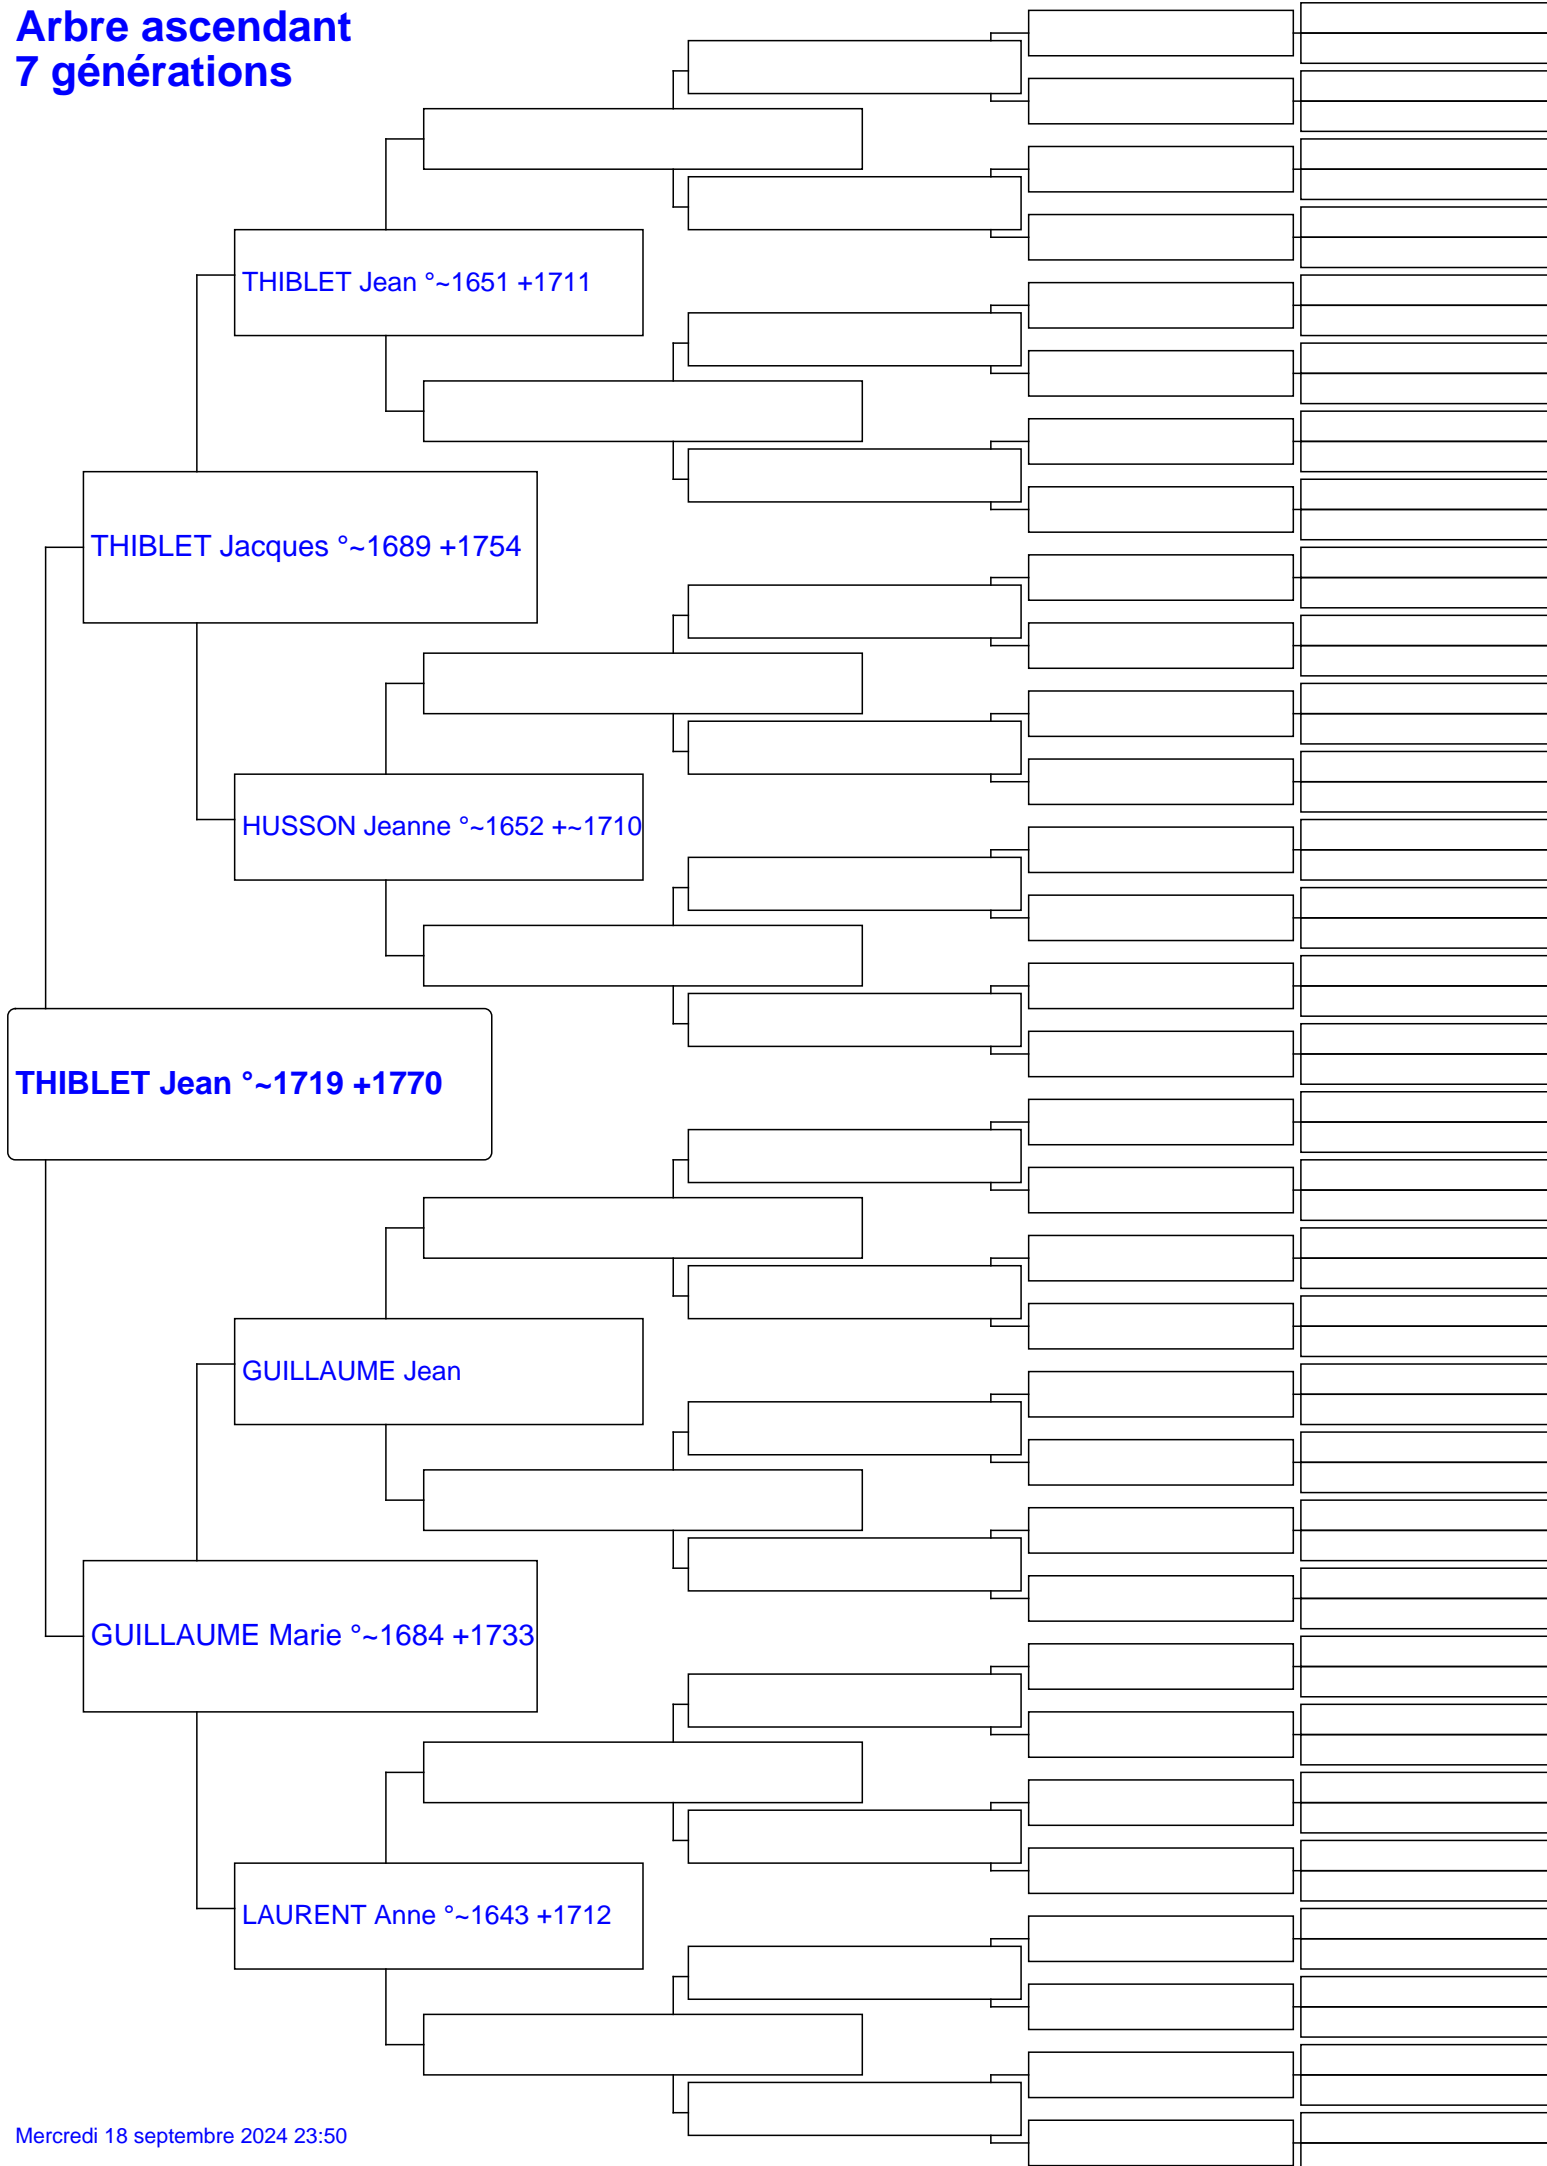 Arbre ascendant
7 générations
THIBLET Jean °~1651 +1711
THIBLET Jacques °~1689 +1754
HUSSON Jeanne °~1652 +~1710
THIBLET Jean °~1719 +1770
GUILLAUME Jean
GUILLAUME Marie °~1684 +1733
LAURENT Anne °~1643 +1712
Mercredi 18 septembre 2024 23:50